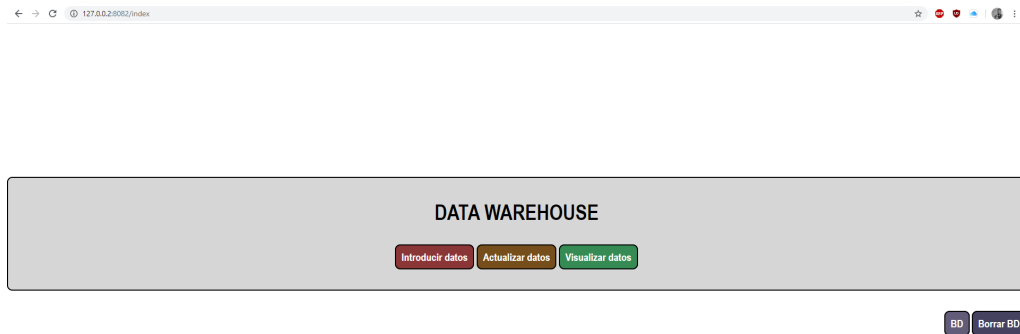 127.0.0.2:8082/index
DATA WAREHOUSE
Introducir datos Actualizar datos Visualizar datos
BD Borrar BD